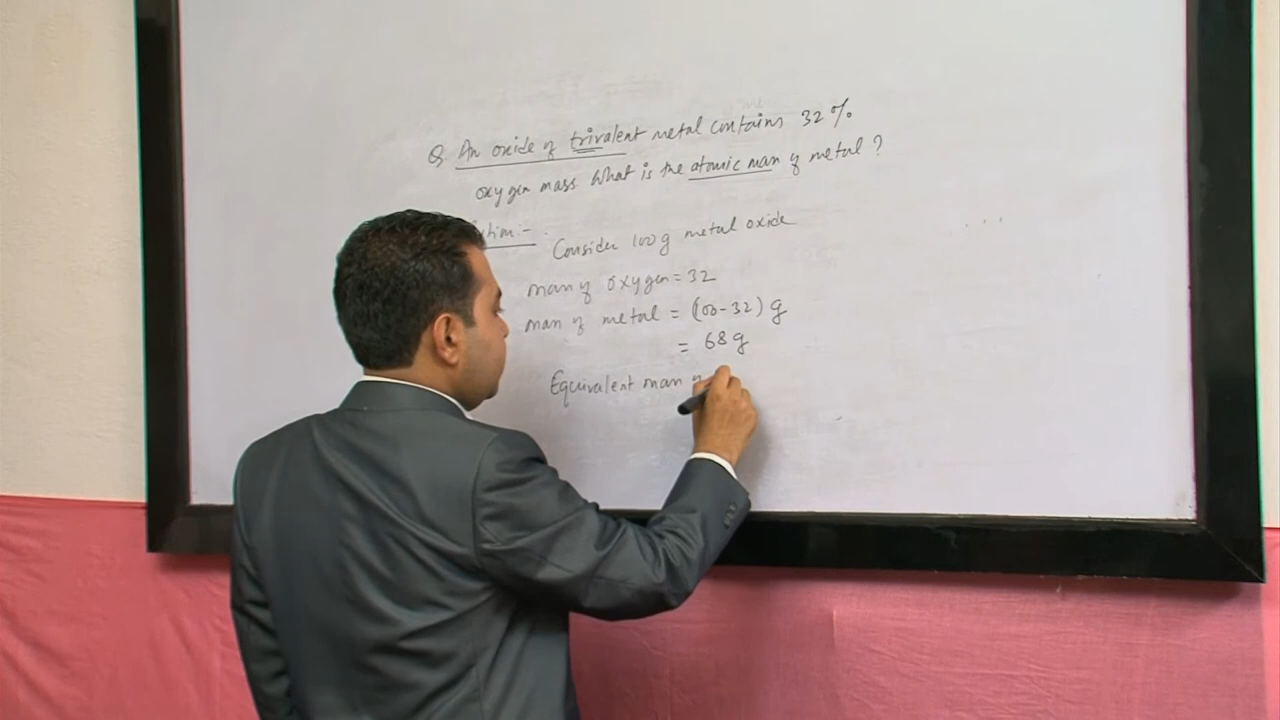 Q. An oxide of trivalent metal contains 32%
oxygen mass What is the atomic mass of metal?
Consider 100g metal oxide
mass of oxygen = 32
mass of metal = (100-32) g
= 68 g
Equivalent mass